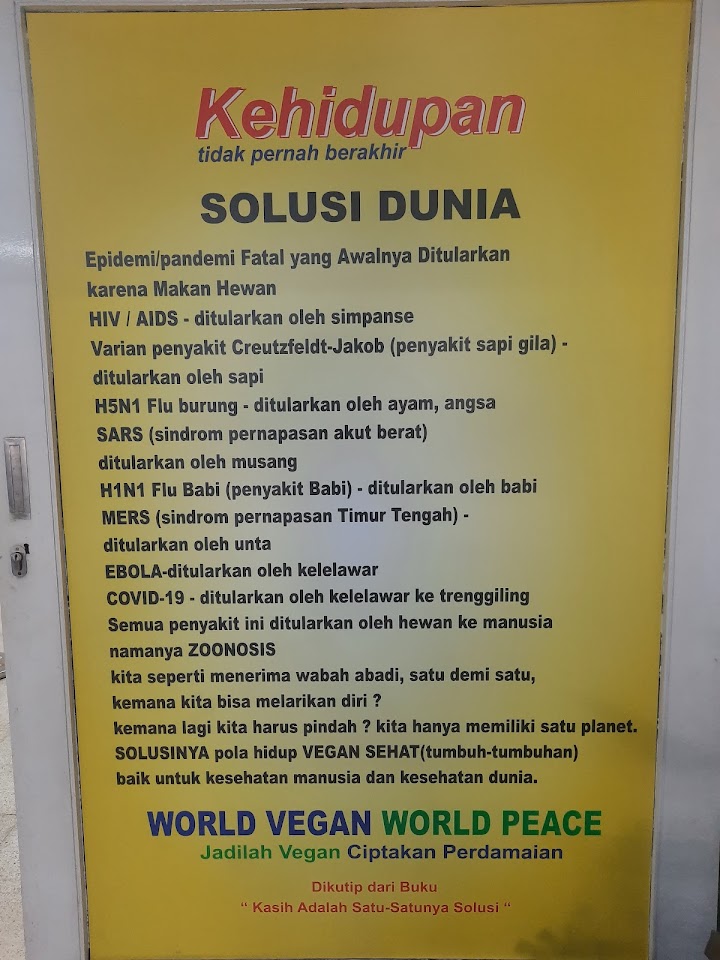 Kehidupan
tidak pernah berakhir
SOLUSI DUNIA
Epidemi/pandemi Fatal yang Awalnya Ditularkan
karena Makan Hewan
HIV / AIDS - ditularkan oleh simpanse
Varian penyakit Creutzfeldt-Jakob (penyakit sapi gila) -
ditularkan oleh sapi
H5N1 Flu burung - ditularkan oleh ayam, angsa
SARS (sindrom pernapasan akut berat)
ditularkan oleh musang
H1N1 Flu Babi (penyakit Babi) - ditularkan oleh babi
MERS (sindrom pernapasan Timur Tengah) -
ditularkan oleh unta
EBOLA-ditularkan oleh kelelawar
COVID-19 - ditularkan oleh kelelawar ke trenggiling
Semua penyakit ini ditularkan oleh hewan ke manusia
namanya ZOONOSIS
kita seperti menerima wabah abadi, satu demi satu,
kemana kita bisa melarikan diri ?
kemana lagi kita harus pindah ? kita hanya memiliki satu planet.
SOLUSINYA pola hidup VEGAN SEHAT(tumbuh-tumbuhan)
baik untuk kesehatan manusia dan kesehatan dunia.
WORLD VEGAN WORLD PEACE
Jadilah Vegan Ciptakan Perdamaian
Dikutip dari Buku
“ Kasih Adalah Satu-Satunya Solusi “